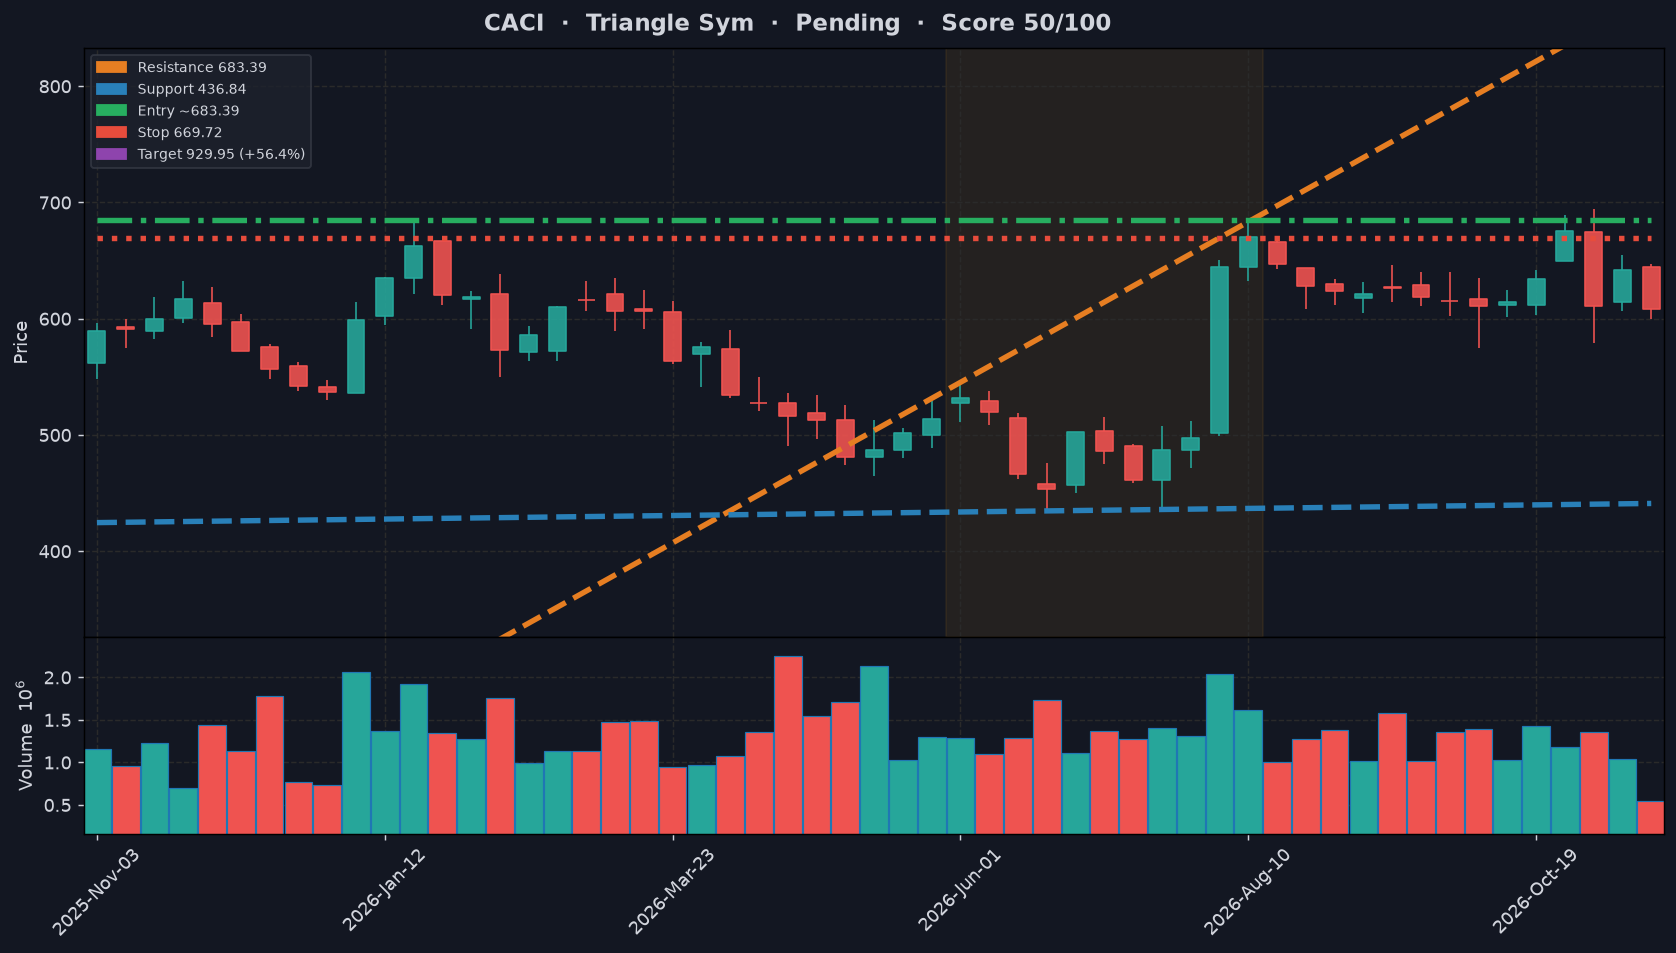 CACI  ·  Triangle Sym  ·  Pending  ·  Score 50/100
Resistance 683.39
Support 436.84
Entry ~683.39
Stop 669.72
Target 929.95 (+56.4%)
800
700
600
500
400
Price
2.0
1.5
1.0
0.5
Volume 10⁶
2025-Nov-03
2026-Jan-12
2026-Mar-23
2026-Jun-01
2026-Aug-10
2026-Oct-19